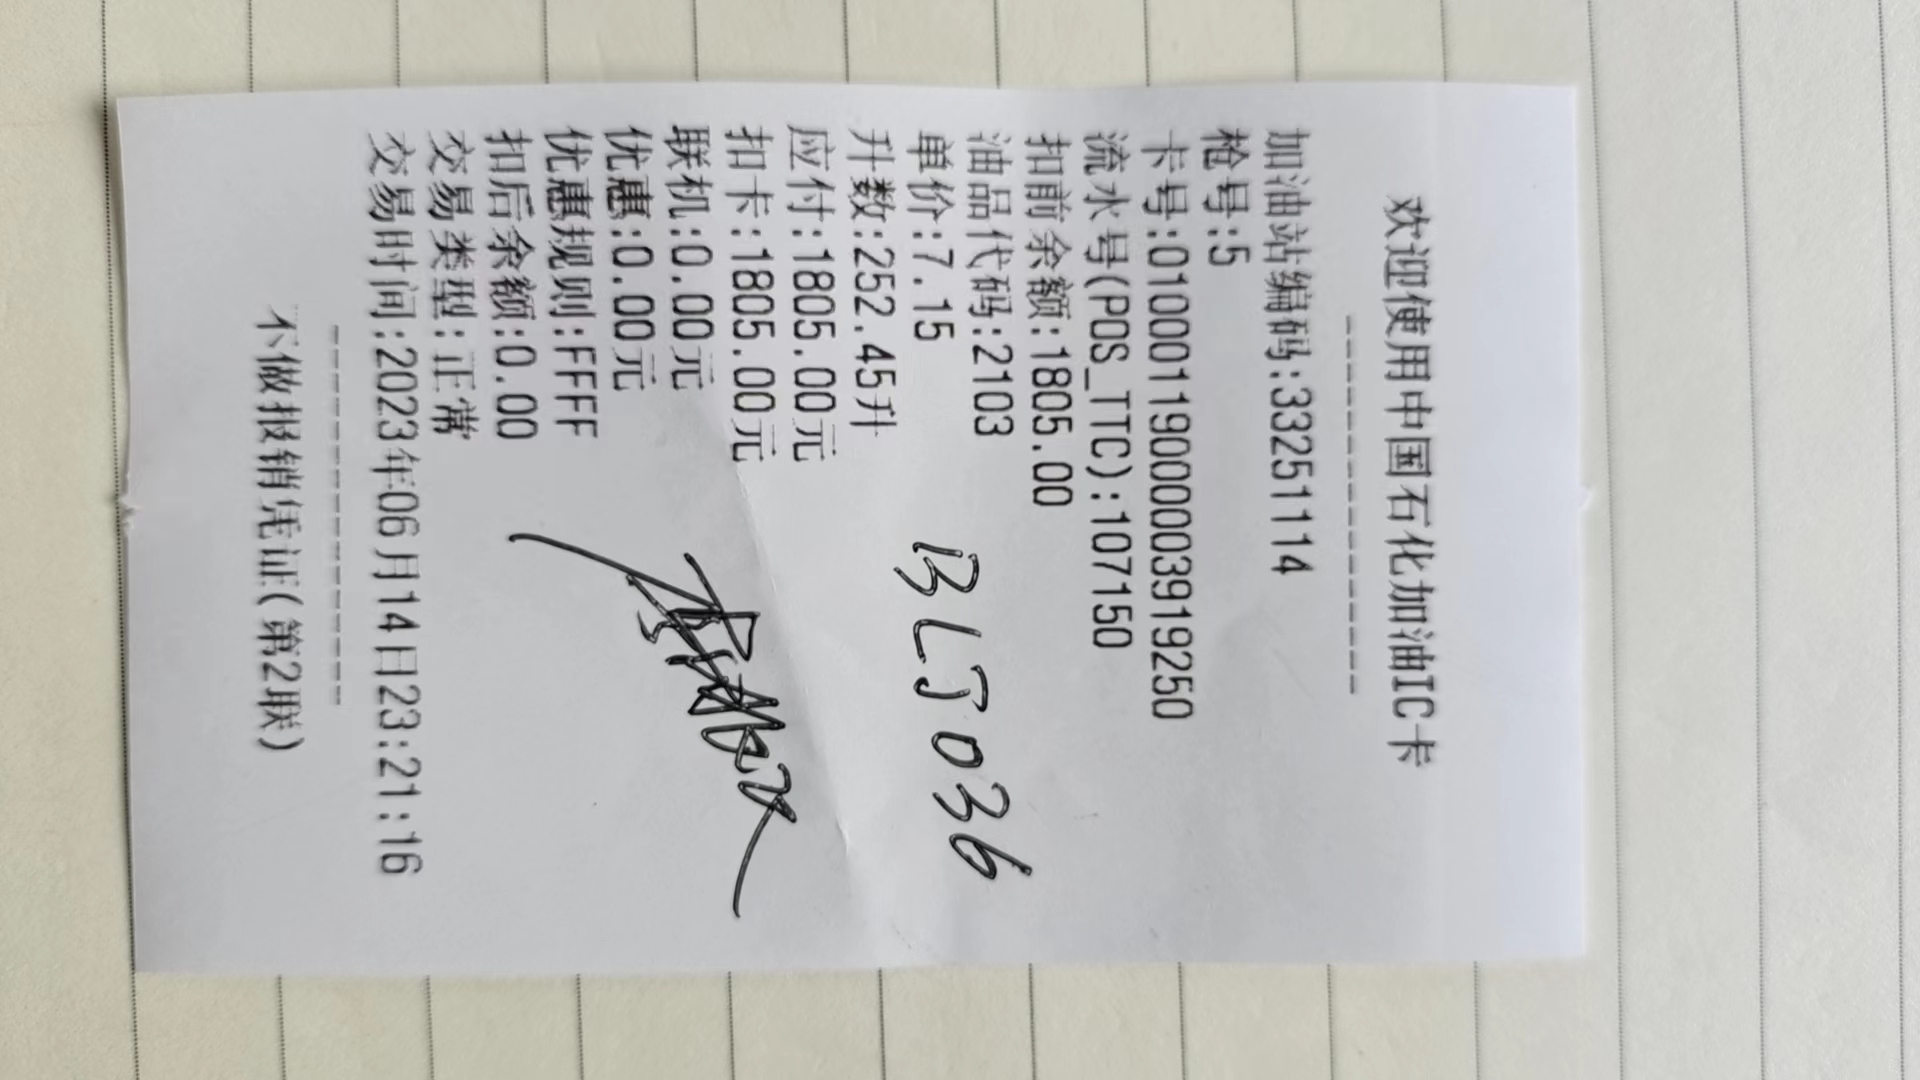 欢迎使用中国石化加油IC卡
加油站编码:33251114
枪号:5
卡号:0100011900000003919250
流水号(POS_TTC):107150
扣前余额:1805.00
油品代码:2103
单价:7.15
升数:252.45升
应付:1805.00元
扣卡:1805.00元
联机:0.00元
优惠:0.00元
优惠规则:FFFF
扣后余额:0.00
交易类型:正常
交易时间:2023年06月14日23:21:16
不做报销凭证(第2联)
BLJ036